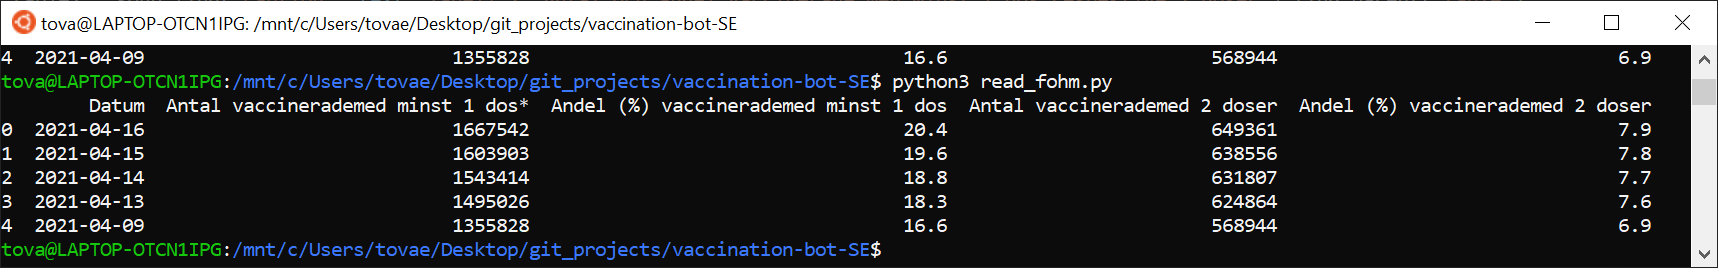 tova@LAPTOP-OTCN1IPG: /mnt/c/Users/tovae/Desktop/git_projects/vaccination-bot-SE
4 2021-04-09 1355828 16.6 568944 6.9
tova@LAPTOP-OTCN1IPG:/mnt/c/Users/tovae/Desktop/git_projects/vaccination-bot-SE$ python3 read_fohm.py
Datum Antal vaccinerademed minst 1 dos* Andel (%) vaccinerademed minst 1 dos Antal vaccinerademed 2 doser Andel (%) vaccinerademed 2 doser
0 2021-04-16 1667542 20.4 649361 7.9
1 2021-04-15 1603903 19.6 638556 7.8
2 2021-04-14 1543414 18.8 631807 7.7
3 2021-04-13 1495026 18.3 624864 7.6
4 2021-04-09 1355828 16.6 568944 6.9
tova@LAPTOP-OTCN1IPG:/mnt/c/Users/tovae/Desktop/git_projects/vaccination-bot-SE$